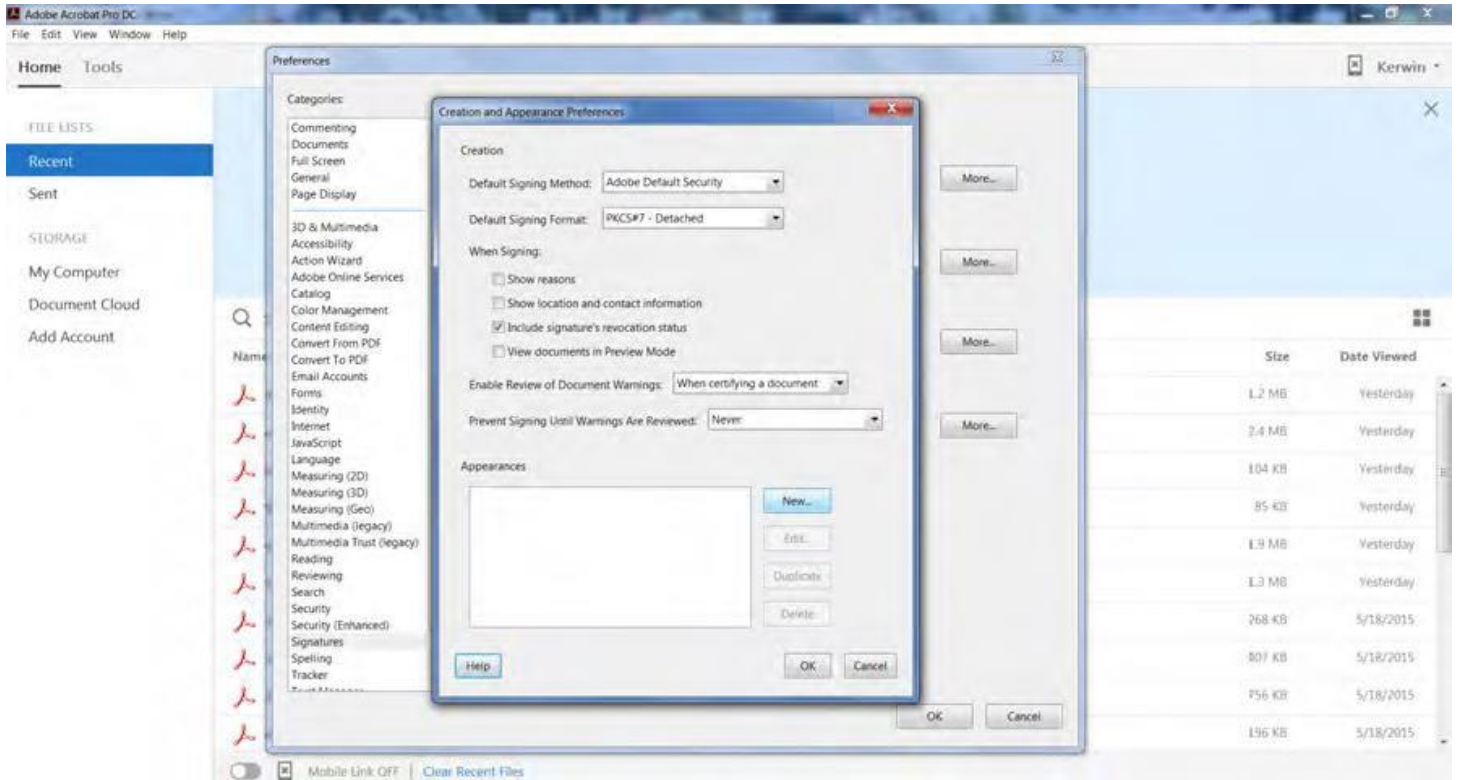 Adobe Acrobat Pro DC
File Edit View Window Help
Home Tools
Kerwin
FILE LISTS
Recent
Sent
STORAGE
My Computer
Document Cloud
Add Account
Preferences
Categories:
Commenting
Documents
Full Screen
General
Page Display
3D & Multimedia
Accessibility
Action Wizard
Adobe Online Services
Catalog
Color Management
Content Editing
Convert From PDF
Convert To PDF
Email Accounts
Forms
Identity
Internet
JavaScript
Language
Measuring (2D)
Measuring (3D)
Measuring (Geo)
Multimedia (legacy)
Multimedia Trust (legacy)
Reading
Reviewing
Search
Security
Security (Enhanced)
Signatures
Spelling
Tracker
Creation and Appearance Preferences
Creation
Default Signing Method: Adobe Default Security
Default Signing Format: PKCS#7 - Detached
When Signing:
Show reasons
Show location and contact information
Include signature's revocation status
View documents in Preview Mode
Enable Review of Document Warnings: When certifying a document
Prevent Signing Until Warnings Are Reviewed: Never
Appearances
New...
Edit...
Duplicate
Delete
Help
OK Cancel
More...
More...
More...
More...
OK Cancel
Name
Size Date Viewed
1.2 MB Yesterday
2.4 MB Yesterday
104 KB Yesterday
85 KB Yesterday
1.9 MB Yesterday
1.3 MB Yesterday
268 KB 5/18/2015
807 KB 5/18/2015
756 KB 5/18/2015
196 KB 5/18/2015
Mobile Link OFF | Clear Recent Files